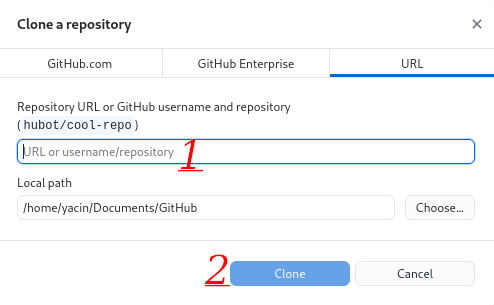 Clone a repository
GitHub.com GitHub Enterprise URL
Repository URL or GitHub username and repository
(hubot/cool-repo)
URL or username/repository 1
Local path
/home/yacin/Documents/GitHub Choose...
2 Clone Cancel